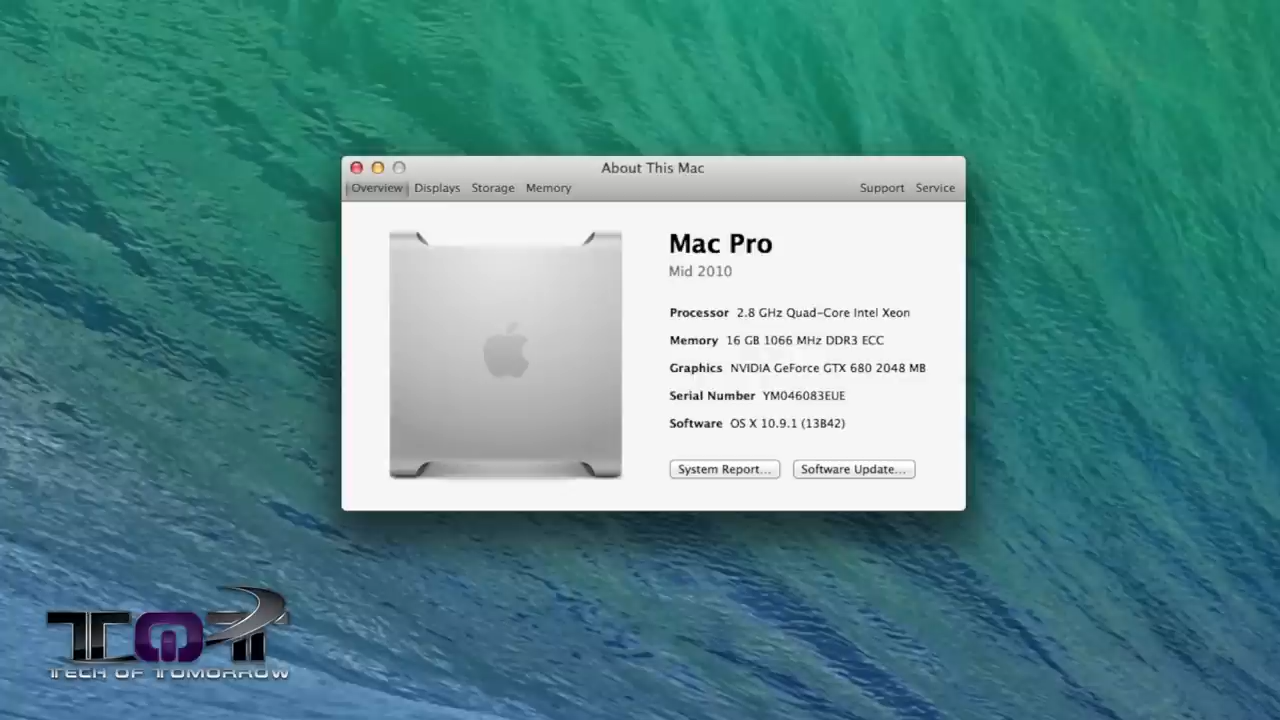 About This Mac
Overview Displays Storage Memory Support Service
Mac Pro
Mid 2010
Processor 2.8 GHz Quad-Core Intel Xeon
Memory 16 GB 1066 MHz DDR3 ECC
Graphics NVIDIA GeForce GTX 680 2048 MB
Serial Number YM046083EUE
Software OS X 10.9.1 (13B42)
System Report... Software Update...
TOT
TECH OF TOMORROW